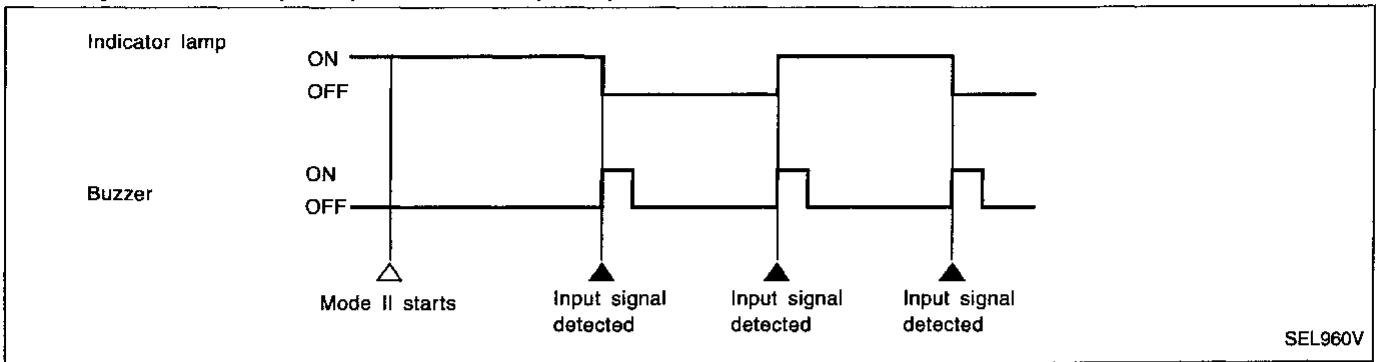 Indicator lamp
ON
OFF
Buzzer
ON
OFF
Mode II starts
Input signal detected
Input signal detected
Input signal detected
SEL960V